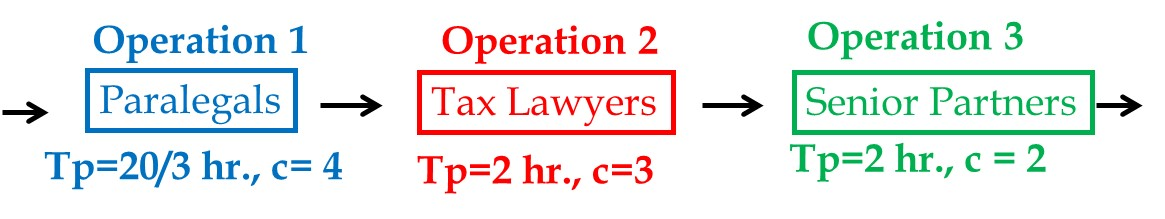 Operation 1
Paralegals
Tp=20/3 hr., c= 4
Operation 2
Tax Lawyers
Tp=2 hr., c=3
Operation 3
Senior Partners
Tp=2 hr., c = 2